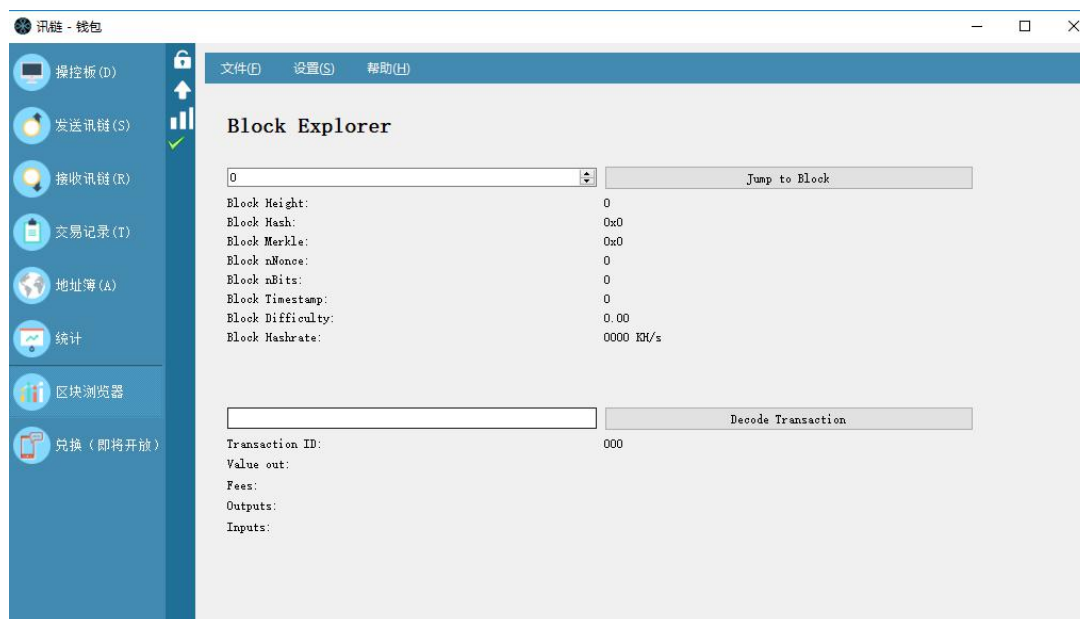 讯链 - 钱包
操控板(D)
发送讯链(S)
接收讯链(R)
交易记录(T)
地址簿(A)
统计
区块浏览器
兑换（即将开放）
文件(F) 设置(S) 帮助(H)
Block Explorer
0 Jump to Block
Block Height: 0
Block Hash: 0x0
Block Merkle: 0x0
Block nNonce: 0
Block nBits: 0
Block Timestamp: 0
Block Difficulty: 0.00
Block Hashrate: 0000 KH/s
Decode Transaction
Transaction ID: 000
Value out:
Fees:
Outputs:
Inputs: